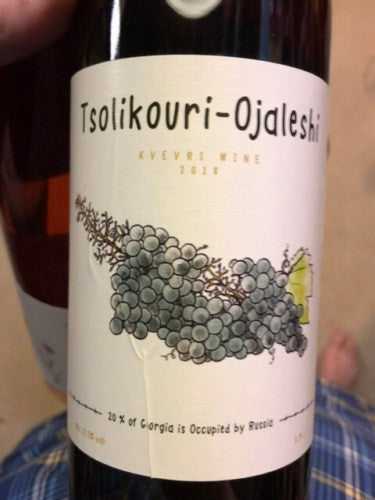 Tsolikouri-Ojaleshi
KVEVRI WINE
2018
20 % of Giorgia is Occupied by Russia